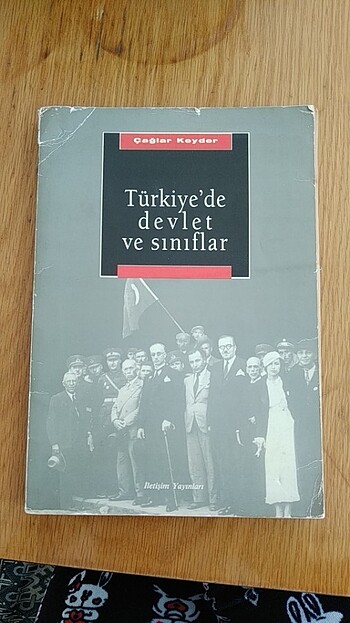 Çağlar Keyder
Türkiye'de
devlet
ve sınıflar
İletişim Yayınları